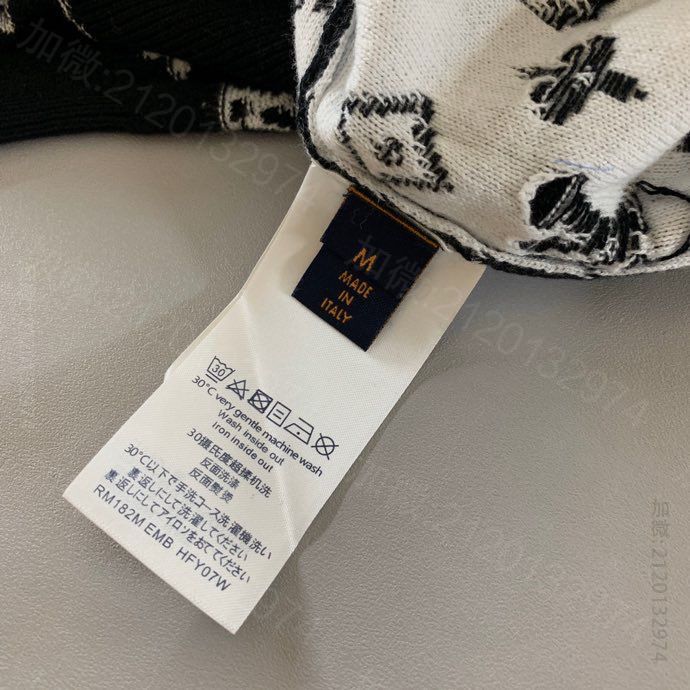 加微:2120132974
加微:2120132974
M
MADE
IN
ITALY
30
30°C very gentle machine wash
Wash inside out
Iron inside out
30攝氏度超揉机洗
反面洗涤
反面熨烫
30°C以下で手洗コース洗濯機洗い
裏返しにして洗濯してください
裏返しにしてアイロンをおてください
RM182M EMB HFY07W
2120132974